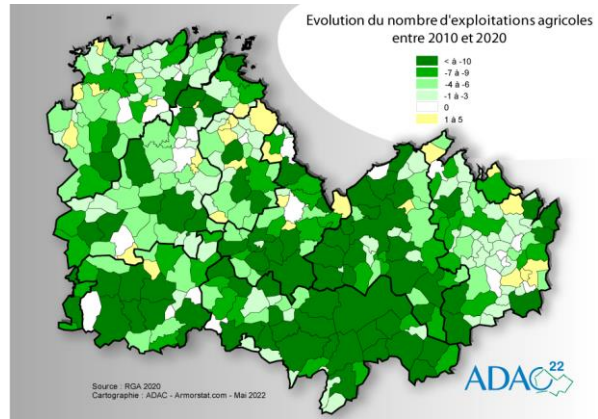 Evolution du nombre d'exploitations agricoles
entre 2010 et 2020
< à -10
-7 à -9
-4 à -6
-1 à -3
0
1 à 5
Source : RGA 2020
Cartographie : ADAC - Armorstat.com - Mai 2022
ADAC 22